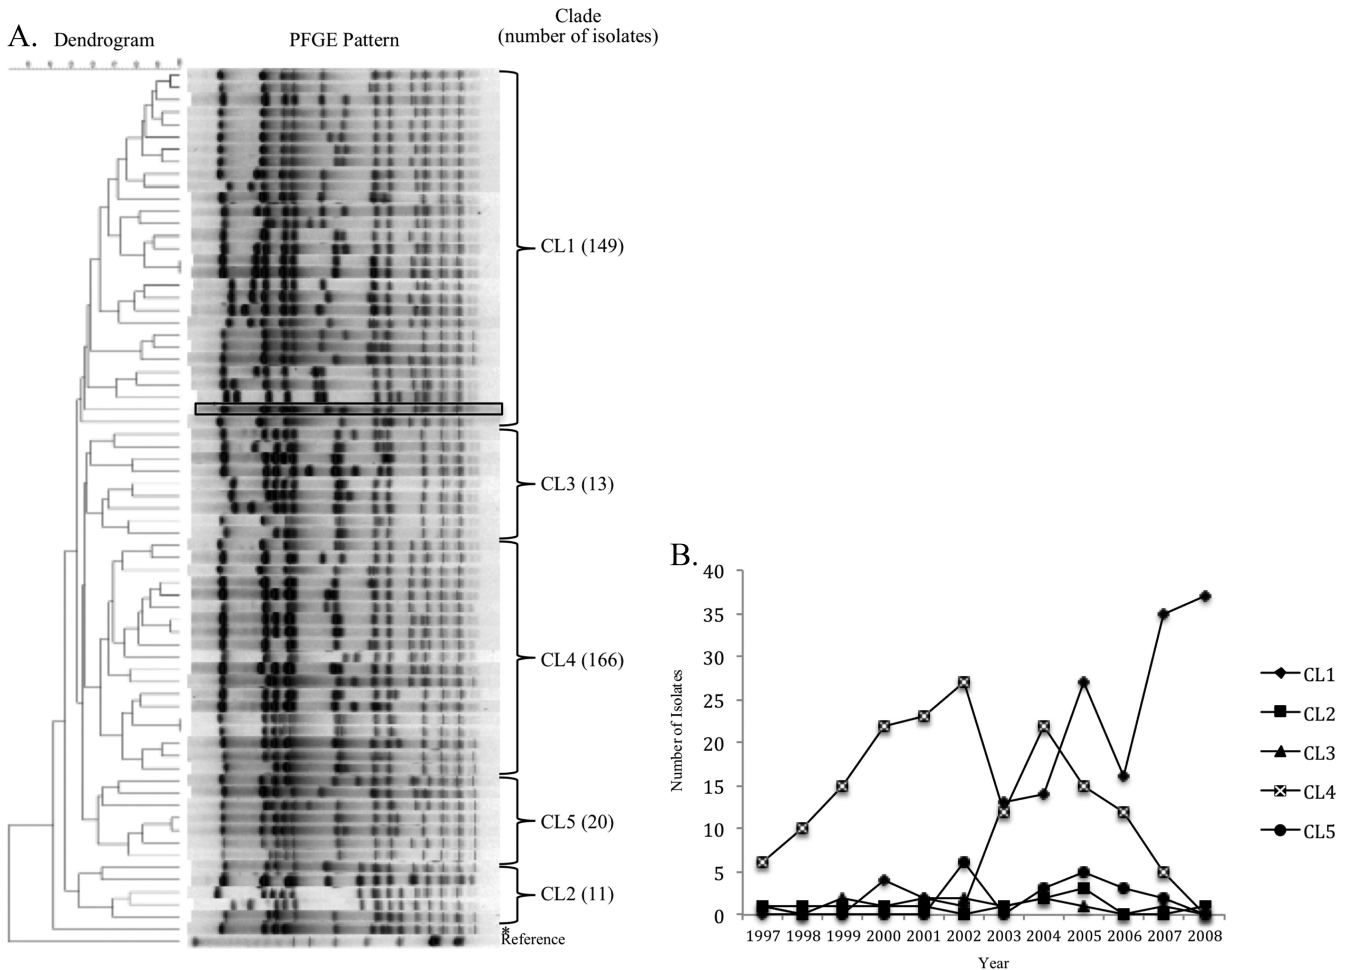 A.
Dendrogram
PFGE Pattern
Clade
(number of isolates)
CL1 (149)
CL3 (13)
CL4 (166)
CL5 (20)
CL2 (11)
*
Reference
B.
40
35
30
25
20
15
10
5
0
Number of Isolates
1997 1998 1999 2000 2001 2002 2003 2004 2005 2006 2007 2008
Year
CL1
CL2
CL3
CL4
CL5